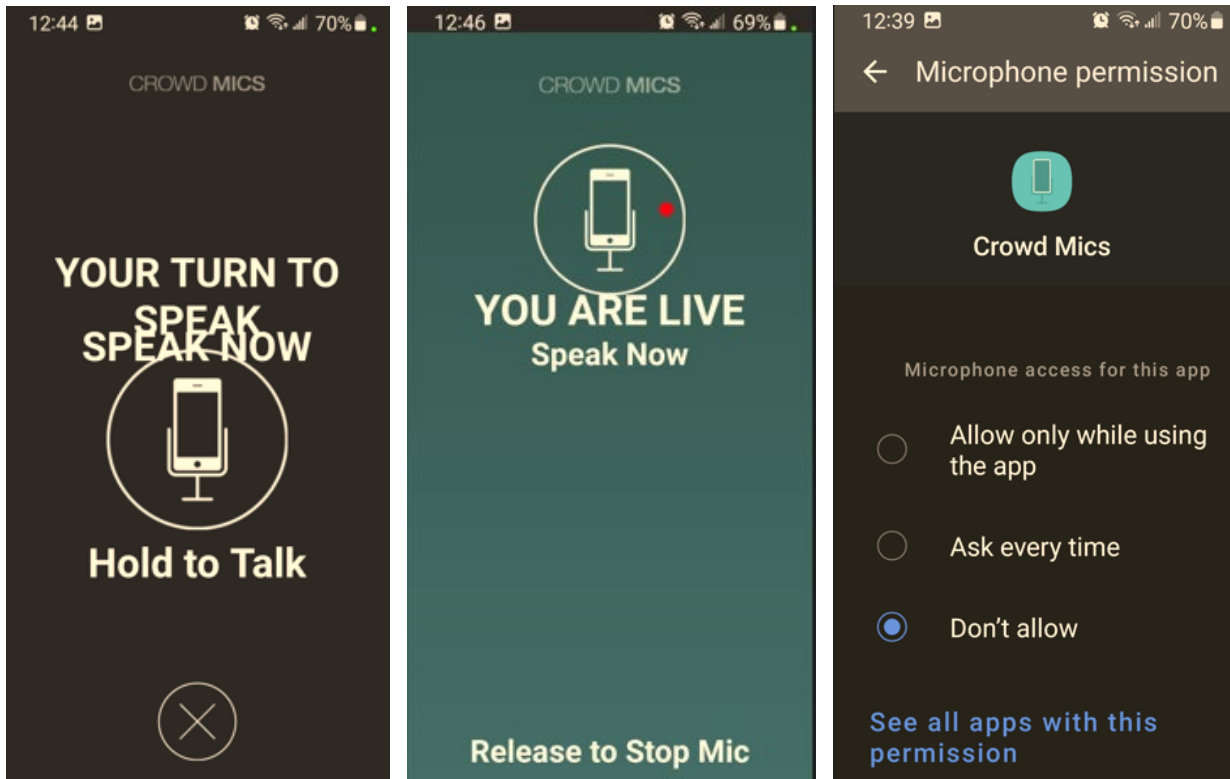 12:44 70%
CROWD MICS
YOUR TURN TO
SPEAK
SPEAK NOW
Hold to Talk
12:46 69%
CROWD MICS
YOU ARE LIVE
Speak Now
Release to Stop Mic
12:39 70%
Microphone permission
Crowd Mics
Microphone access for this app
Allow only while using
the app
Ask every time
Don't allow
See all apps with this
permission